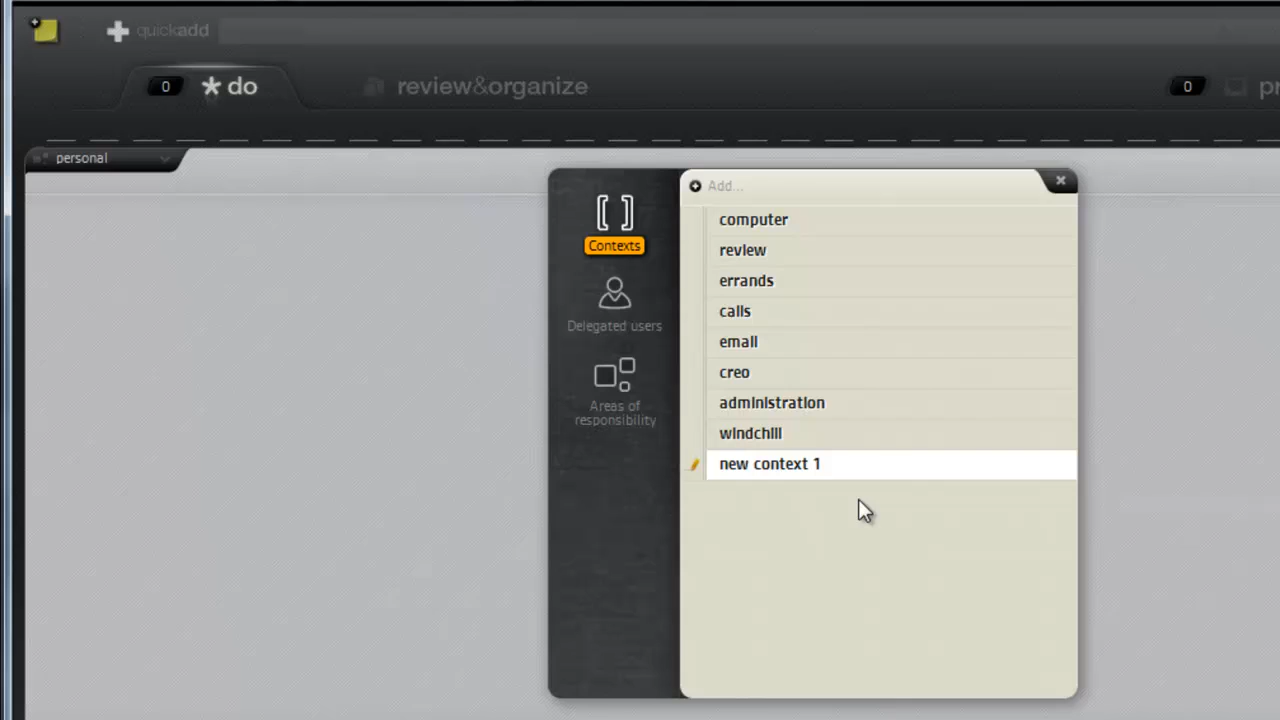 quickadd
0 * do
review&organize
0 pr
personal
Add...
Contexts
Delegated users
Areas of
responsibility
computer
review
errands
calls
email
creo
administration
windchill
new context 1